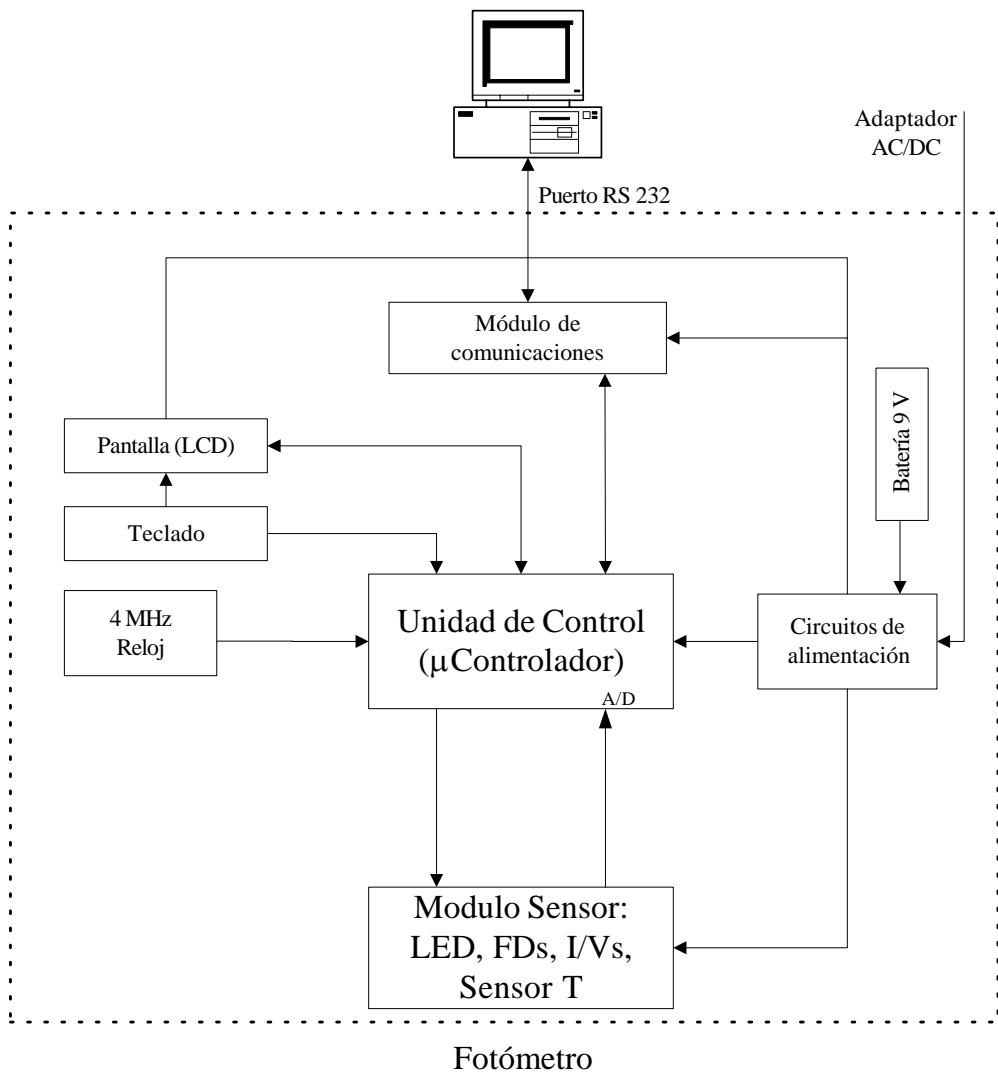 Adaptador
AC/DC
Puerto RS 232
Módulo de
comunicaciones
Batería 9 V
Pantalla (LCD)
Teclado
4 MHz
Reloj
Unidad de Control
(μControlador)
A/D
Circuitos de
alimentación
Modulo Sensor:
LED, FDs, I/Vs,
Sensor T
Fotómetro